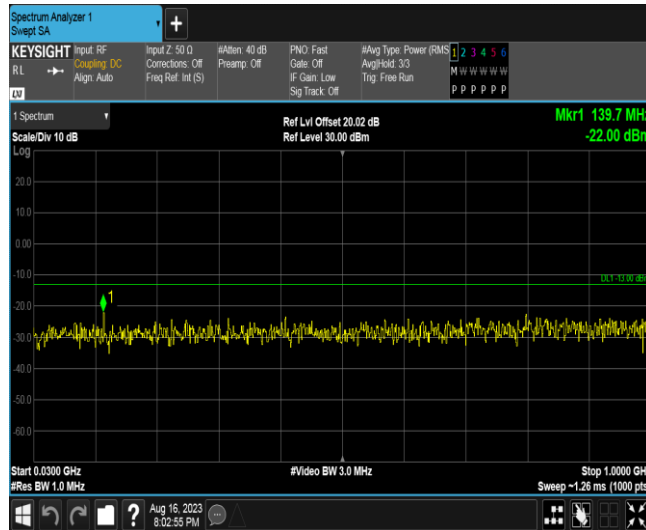 Spectrum Analyzer 1
Swept SA
+
KEYSIGHT Input: RF Input Z: 50 Ω #Atten: 40 dB PNO: Fast #Avg Type: Power (RMS 1 2 3 4 5 6
RL Coupling: DC Corrections: Off Preamp: Off Gate: Off Avg|Hold: 3/3 M W W W W W
Align: Auto Freq Ref: Int (S) IF Gain: Low Trig: Free Run
LXI Sig Track: Off P P P P P P
1 Spectrum Ref Lvl Offset 20.02 dB Mkr1 139.7 MHz
Scale/Div 10 dB Ref Level 30.00 dBm -22.00 dBm
Log
20.0
10.0
0.00
-10.0
DL1 -13.00 dBm
1
-20.0
-30.0
-40.0
-50.0
-60.0
Start 0.0300 GHz #Video BW 3.0 MHz Stop 1.0000 GH
#Res BW 1.0 MHz Sweep ~1.26 ms (1000 pts
? Aug 16, 2023
8:02:55 PM